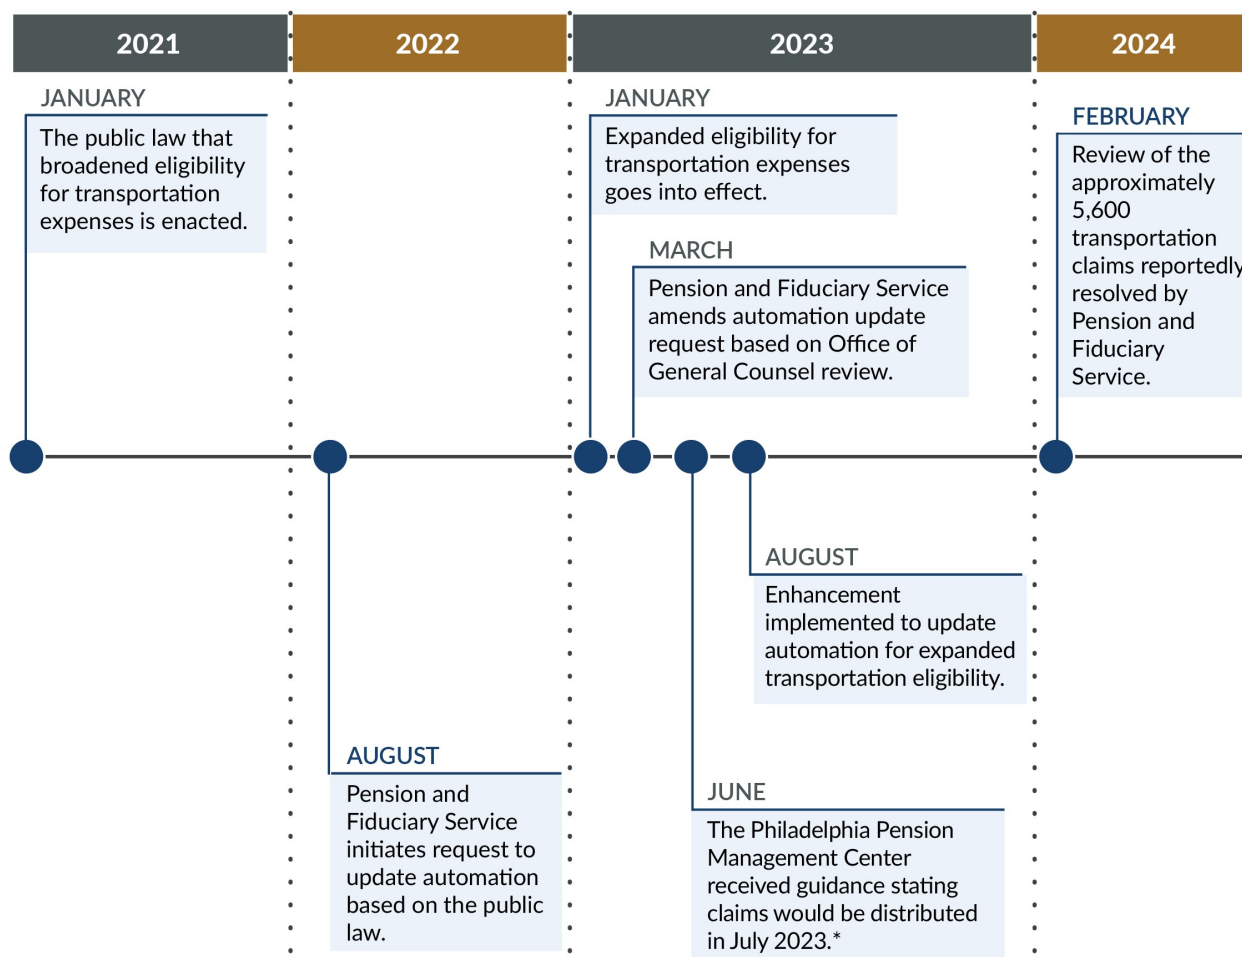 2021
2022
2023
2024
JANUARY
The public law that
broadened eligibility
for transportation
expenses is enacted.
AUGUST
Pension and
Fiduciary Service
initiates request to
update automation
based on the public
law.
JANUARY
Expanded eligibility for
transportation expenses
goes into effect.
MARCH
Pension and Fiduciary Service
amends automation update
request based on Office of
General Counsel review.
JUNE
The Philadelphia Pension
Management Center
received guidance stating
claims would be distributed
in July 2023.*
AUGUST
Enhancement
implemented to update
automation for expanded
transportation eligibility.
FEBRUARY
Review of the
approximately
5,600
transportation
claims reportedly
resolved by
Pension and
Fiduciary
Service.